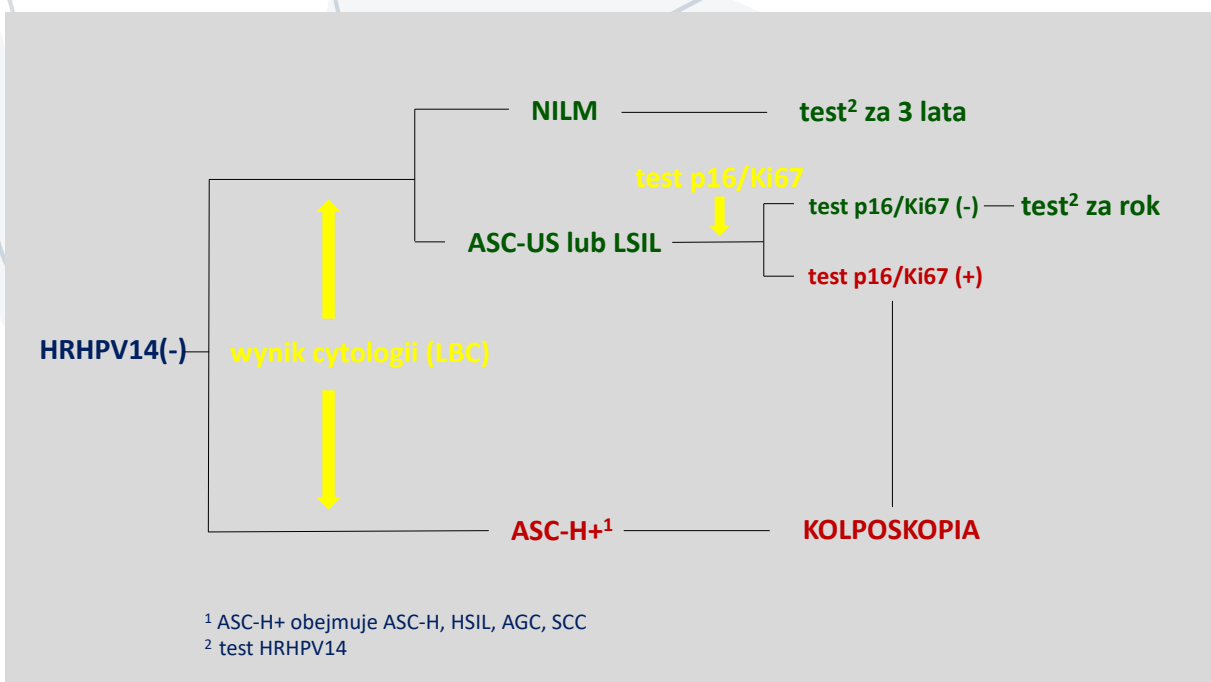 NILM
test² za 3 lata
test p16/Ki67
test p16/Ki67 (-)
test² za rok
ASC-US lub LSIL
test p16/Ki67 (+)
HRHPV14(-)
wynik cytologii (LBC)
ASC-H+¹
KOLPOSKOPIA
¹ ASC-H+ obejmuje ASC-H, HSIL, AGC, SCC
² test HRHPV14